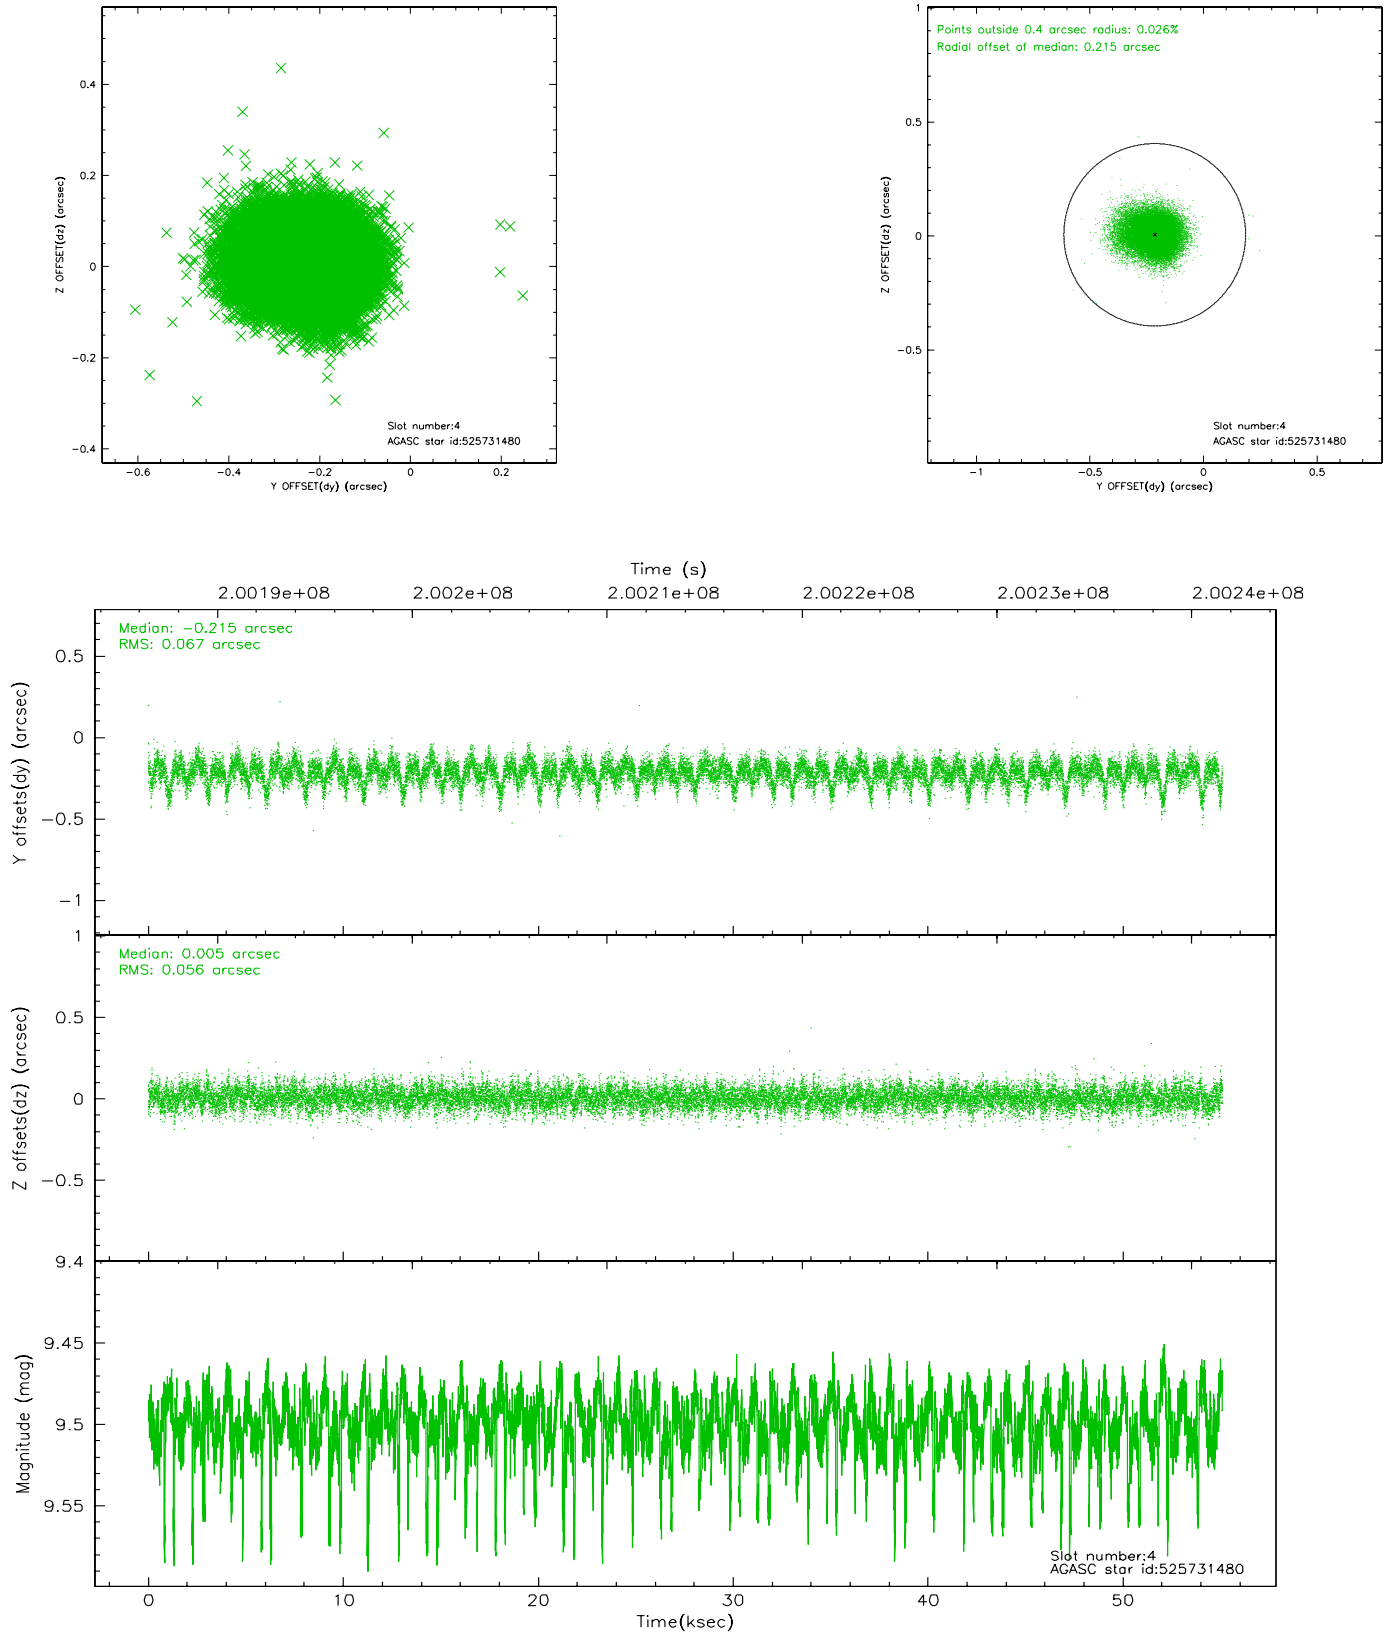 0.4
0.2
0
−0.2
−0.4
Z OFFSET(dz) (arcsec)
Slot number:4
AGASC star id:525731480
−0.6
−0.4
−0.2
0
0.2
Y OFFSET(dy) (arcsec)
Points outside 0.4 arcsec radius: 0.026%
Radial offset of median: 0.215 arcsec
1
0.5
0
−0.5
Z OFFSET(dz) (arcsec)
Slot number:4
AGASC star id:525731480
−1
−0.5
0
0.5
Y OFFSET(dy) (arcsec)
Time (s)
2.0019e+08
2.002e+08
2.0021e+08
2.0022e+08
2.0023e+08
2.0024e+08
Median: −0.215 arcsec
RMS: 0.067 arcsec
0.5
0
−0.5
−1
Y offsets(dy) (arcsec)
Median: 0.005 arcsec
RMS: 0.056 arcsec
1
0.5
0
−0.5
Z offsets(dz) (arcsec)
9.4
9.45
9.5
9.55
Magnitude (mag)
Slot number:4
AGASC star id:525731480
0
10
20
30
40
50
Time(ksec)